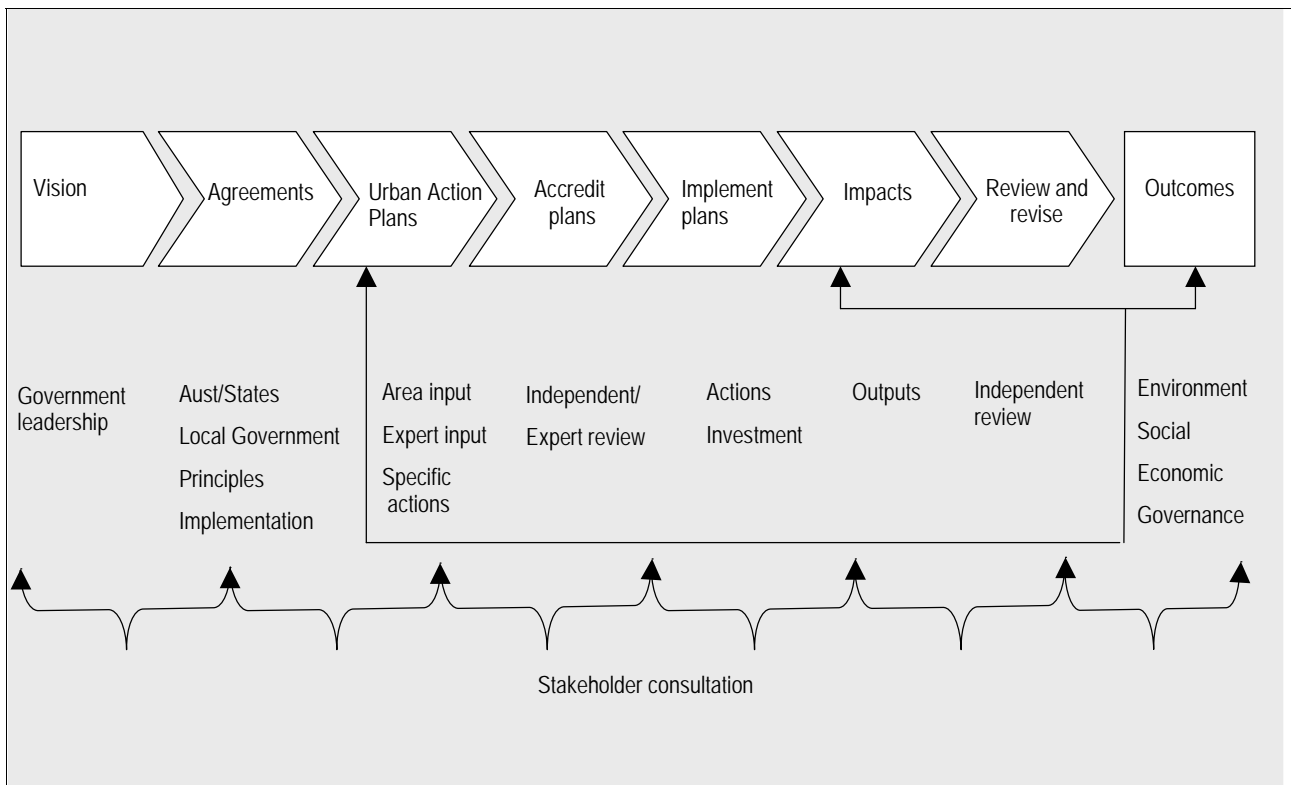 Vision
Agreements
Urban Action
Plans
Accredit
plans
Implement
plans
Impacts
Review and
revise
Outcomes
Government
leadership
Aust/States
Local Government
Principles
Implementation
Area input
Expert input
Specific
actions
Independent/
Expert review
Actions
Investment
Outputs
Independent
review
Environment
Social
Economic
Governance
Stakeholder consultation